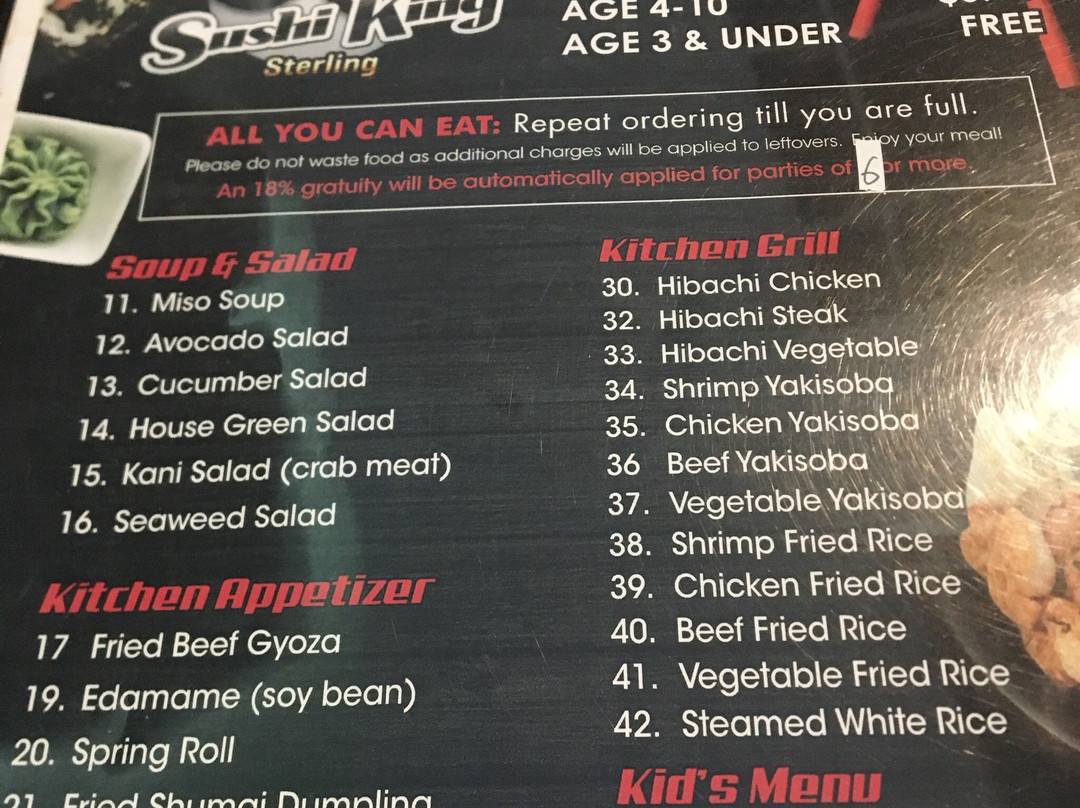 Sushi King
Sterling
AGE 4-10
AGE 3 & UNDER
FREE
ALL YOU CAN EAT: Repeat ordering till you are full.
Please do not waste food as additional charges will be applied to leftovers. Enjoy your meal!
An 18% gratuity will be automatically applied for parties of 6 or more.
Soup & Salad
11. Miso Soup
12. Avocado Salad
13. Cucumber Salad
14. House Green Salad
15. Kani Salad (crab meat)
16. Seaweed Salad
Kitchen Appetizer
17 Fried Beef Gyoza
19. Edamame (soy bean)
20. Spring Roll
21. Fried Shumai Dumpling
Kitchen Grill
30. Hibachi Chicken
32. Hibachi Steak
33. Hibachi Vegetable
34. Shrimp Yakisoba
35. Chicken Yakisoba
36 Beef Yakisoba
37. Vegetable Yakisoba
38. Shrimp Fried Rice
39. Chicken Fried Rice
40. Beef Fried Rice
41. Vegetable Fried Rice
42. Steamed White Rice
Kid's Menu